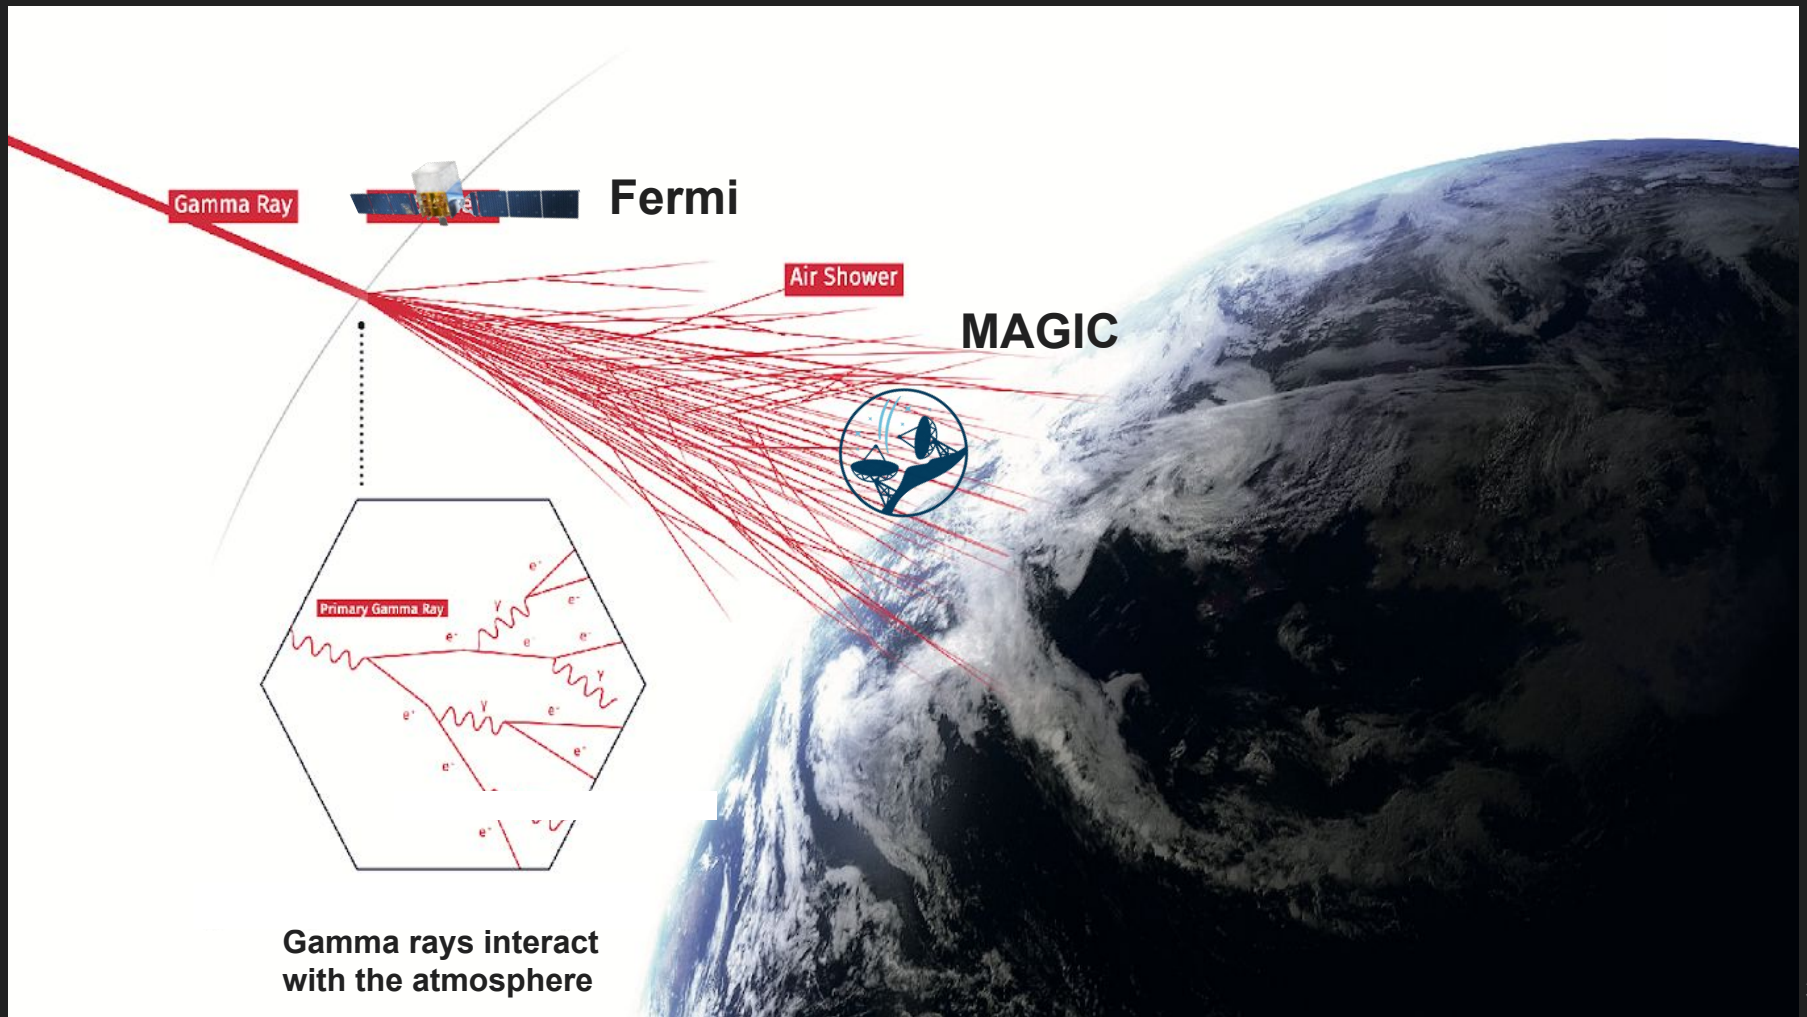 Gamma Ray
Fermi
Air Shower
MAGIC
Primary Gamma Ray
e⁻
e⁻
γ
e⁻
e⁻
e⁻
γ
e⁻
γ
e⁻
e⁻
e⁻
e⁻
Gamma rays interact
with the atmosphere